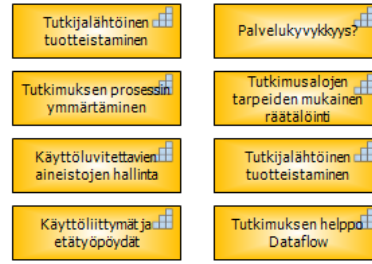 Tutkijalähtöinen
tuotteistaminen
Palvelukyvykkyys?
Tutkimuksen prosessin
ymmärtäminen
Tutkimusalojen
tarpeiden mukainen
räätälöinti
Käyttöluvitettavien
aineistojen hallinta
Tutkijalähtöinen
tuotteistaminen
Käyttöliittymät ja
etätyöpöydät
Tutkimuksen helppo
Dataflow